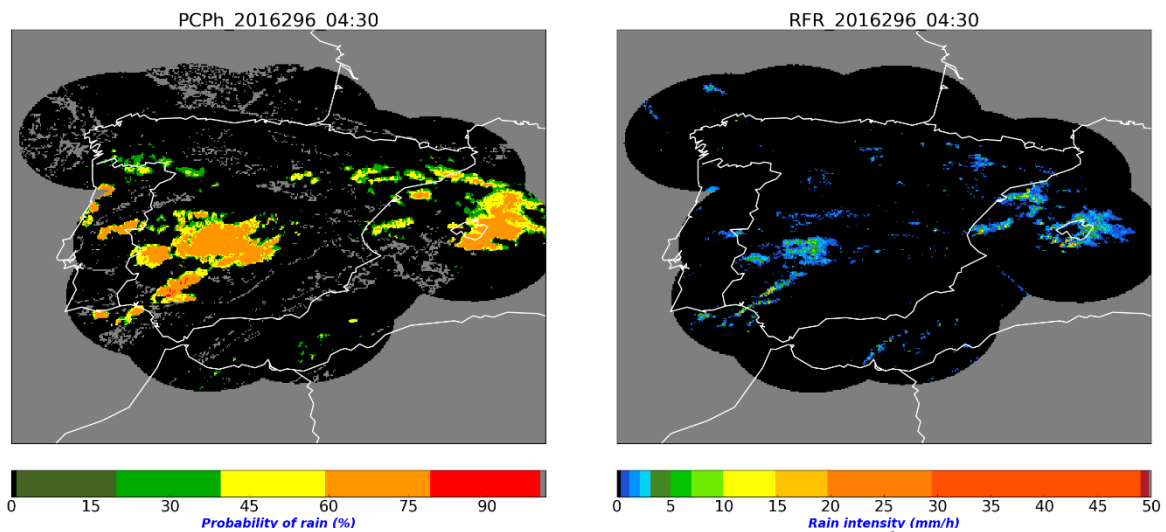 PCPh_2016296_04:30
RFR_2016296_04:30
0 15 30 45 60 75 90
Probability of rain (%)
0 5 10 15 20 25 30 35 40 45 50
Rain intensity (mm/h)